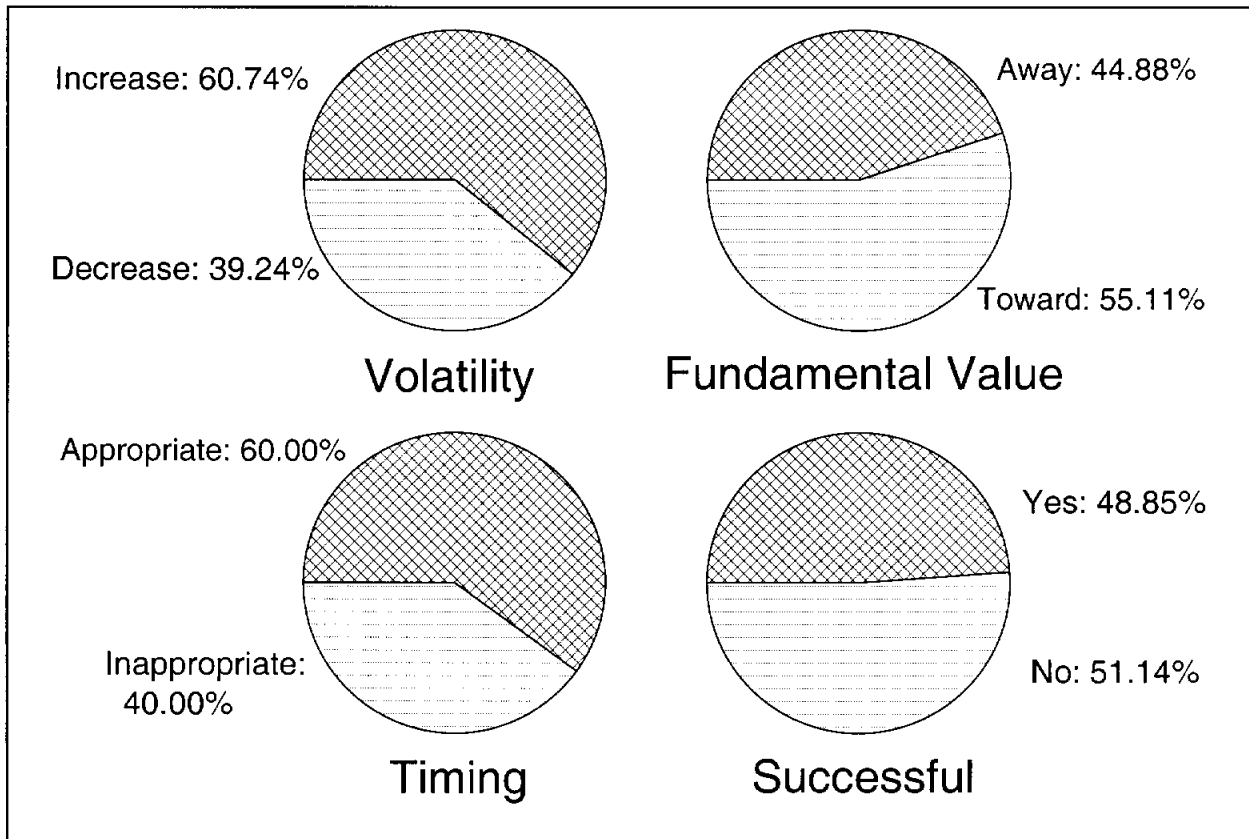 Increase: 60.74%
Decrease: 39.24%
Volatility
Away: 44.88%
Toward: 55.11%
Fundamental Value
Appropriate: 60.00%
Inappropriate:
40.00%
Timing
Yes: 48.85%
No: 51.14%
Successful